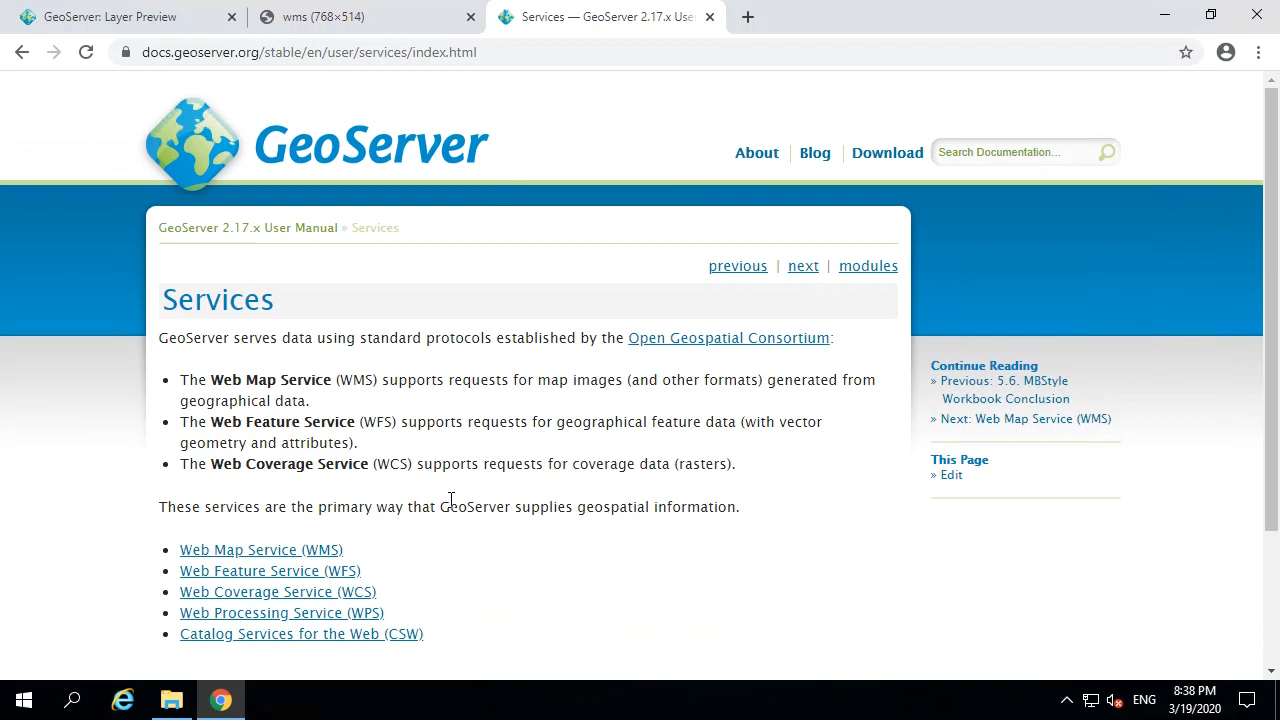 GeoServer: Layer Preview
wms (768×514)
Services — GeoServer 2.17.x Use
docs.geoserver.org/stable/en/user/services/index.html
GeoServer
About
Blog
Download
Search Documentation...
GeoServer 2.17.x User Manual » Services
previous | next | modules
Services
GeoServer serves data using standard protocols established by the Open Geospatial Consortium:
• The Web Map Service (WMS) supports requests for map images (and other formats) generated from
geographical data.
• The Web Feature Service (WFS) supports requests for geographical feature data (with vector
geometry and attributes).
• The Web Coverage Service (WCS) supports requests for coverage data (rasters).
These services are the primary way that GeoServer supplies geospatial information.
• Web Map Service (WMS)
• Web Feature Service (WFS)
• Web Coverage Service (WCS)
• Web Processing Service (WPS)
• Catalog Services for the Web (CSW)
Continue Reading
» Previous: 5.6. MBStyle
Workbook Conclusion
» Next: Web Map Service (WMS)
This Page
» Edit
ENG
8:38 PM
3/19/2020